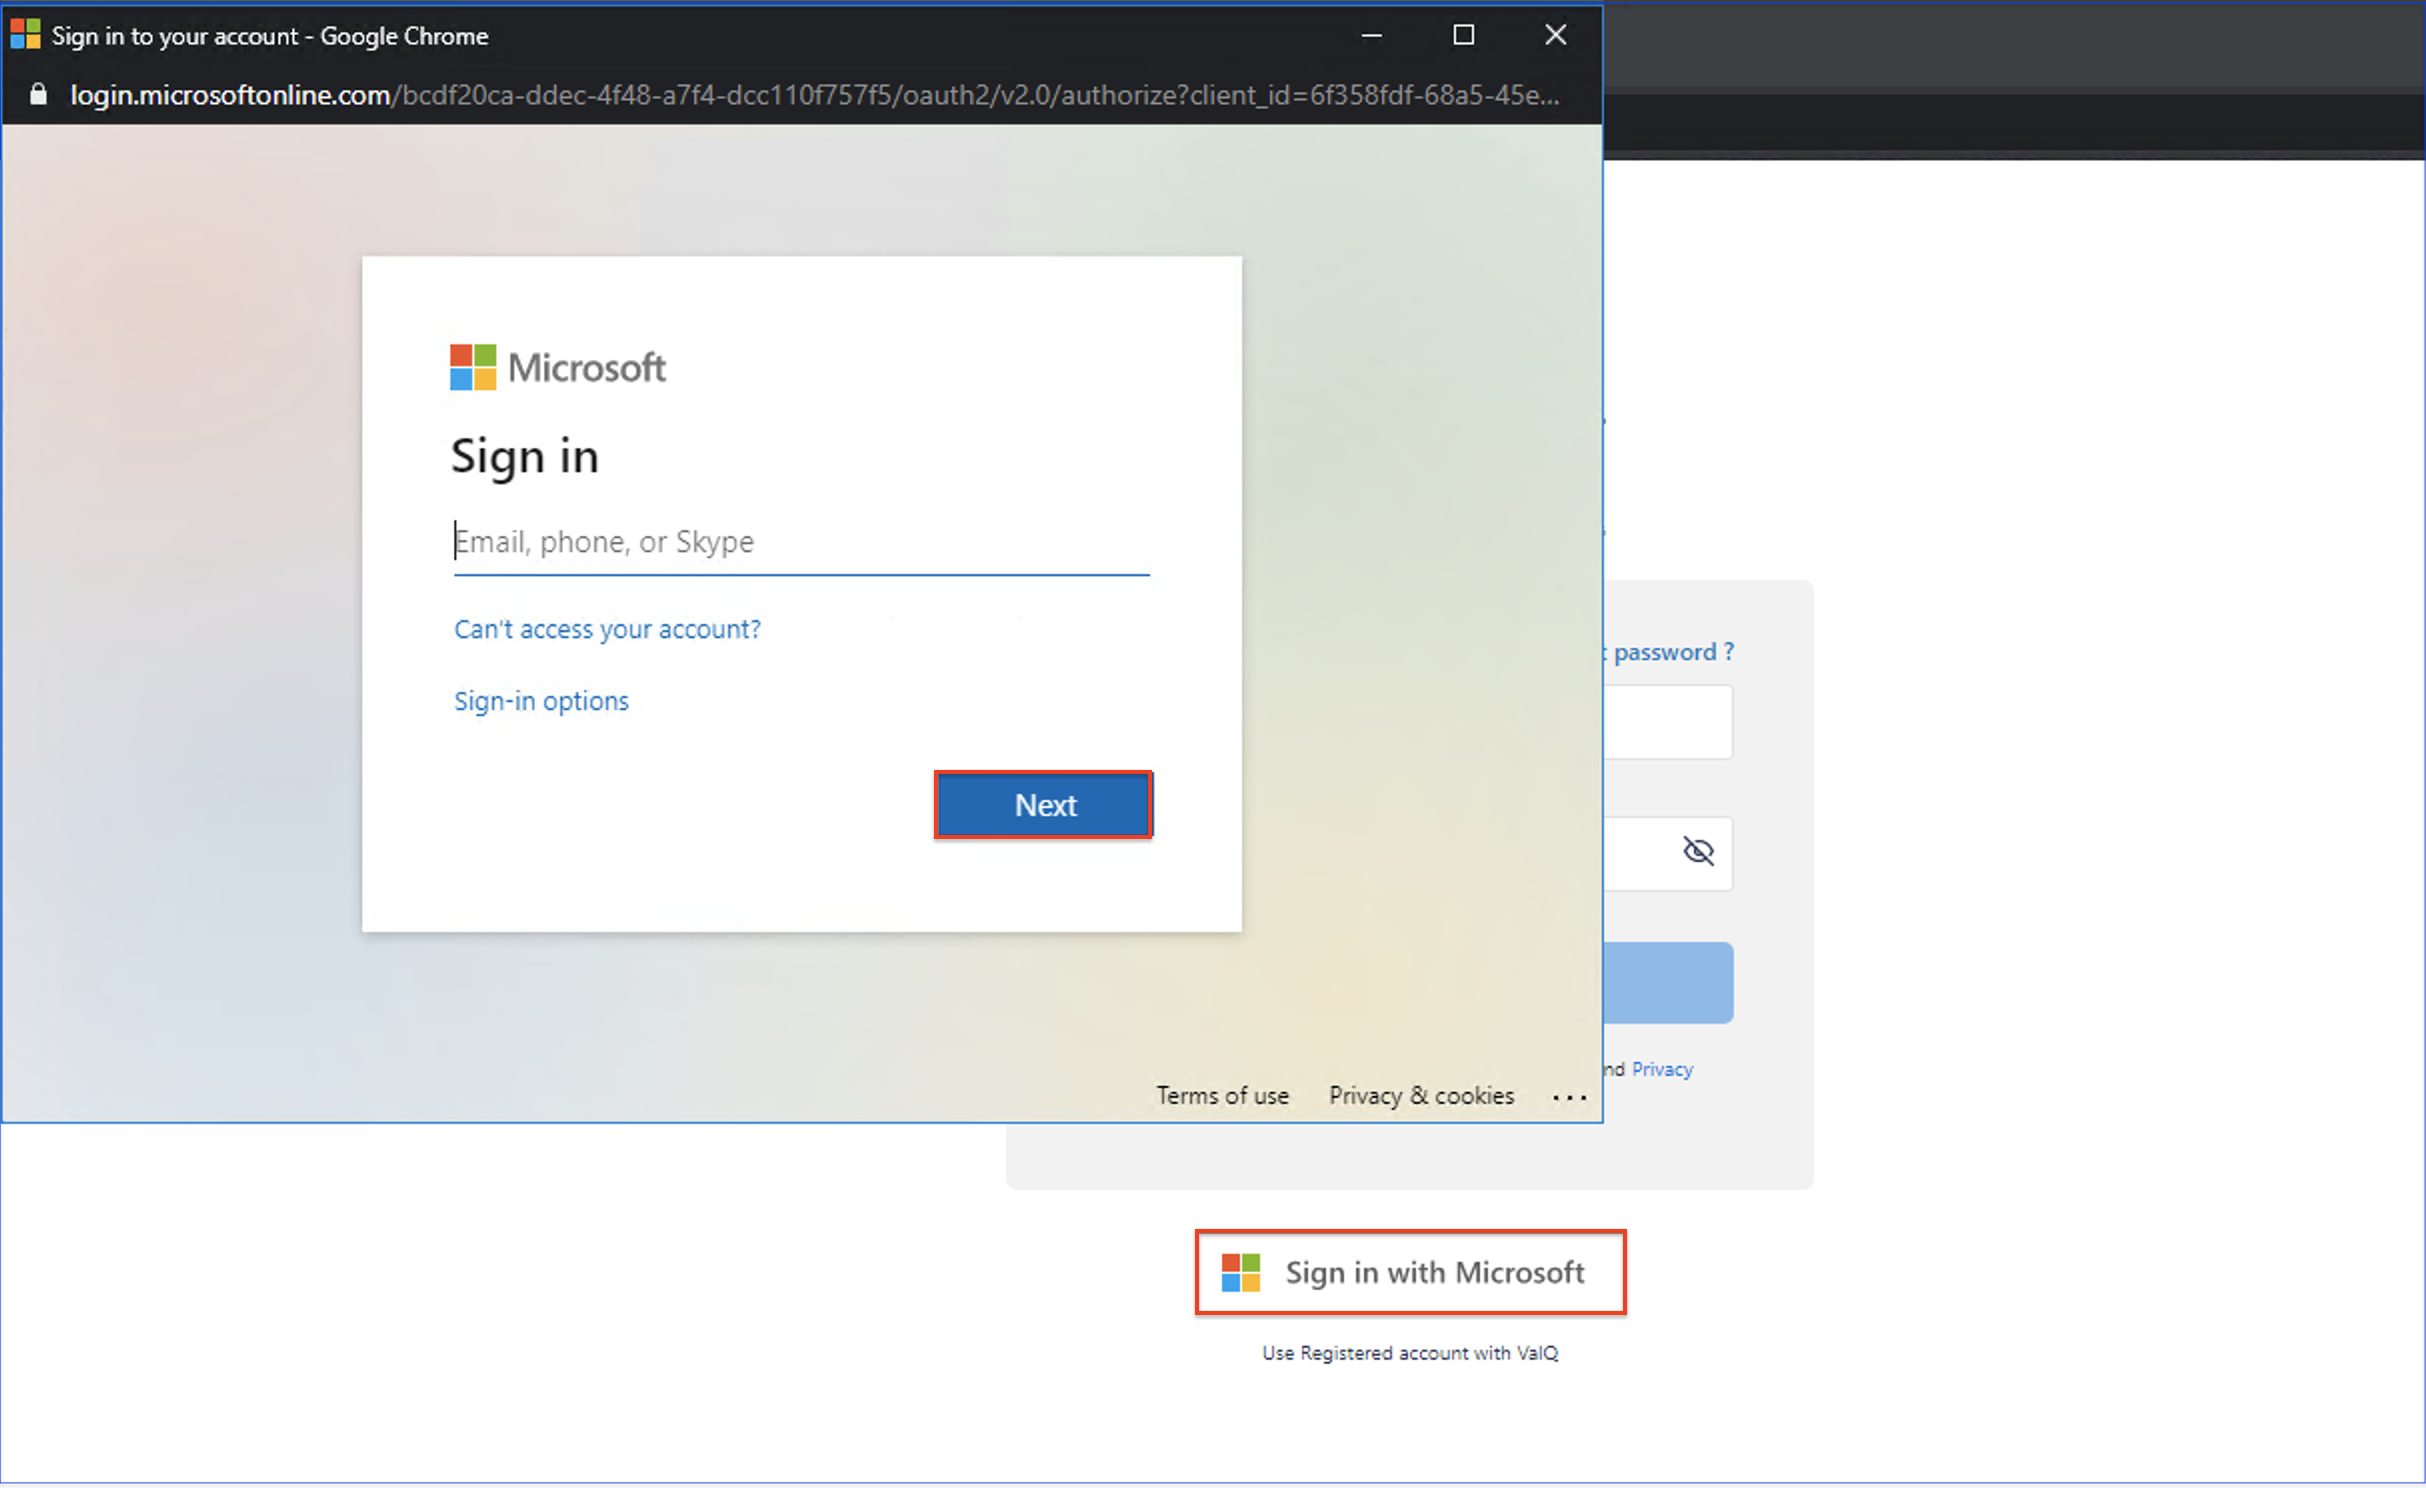 Sign in to your account - Google Chrome
login.microsoftonline.com/bcdf20ca-ddec-4f48-a7f4-dcc110f757f5/oauth2/v2.0/authorize?client_id=6f358fdf-68a5-45e...
Microsoft
Sign in
Email, phone, or Skype
Can't access your account?
Sign-in options
Next
Terms of use Privacy & cookies ...
password ?
nd Privacy
Sign in with Microsoft
Use Registered account with ValQ